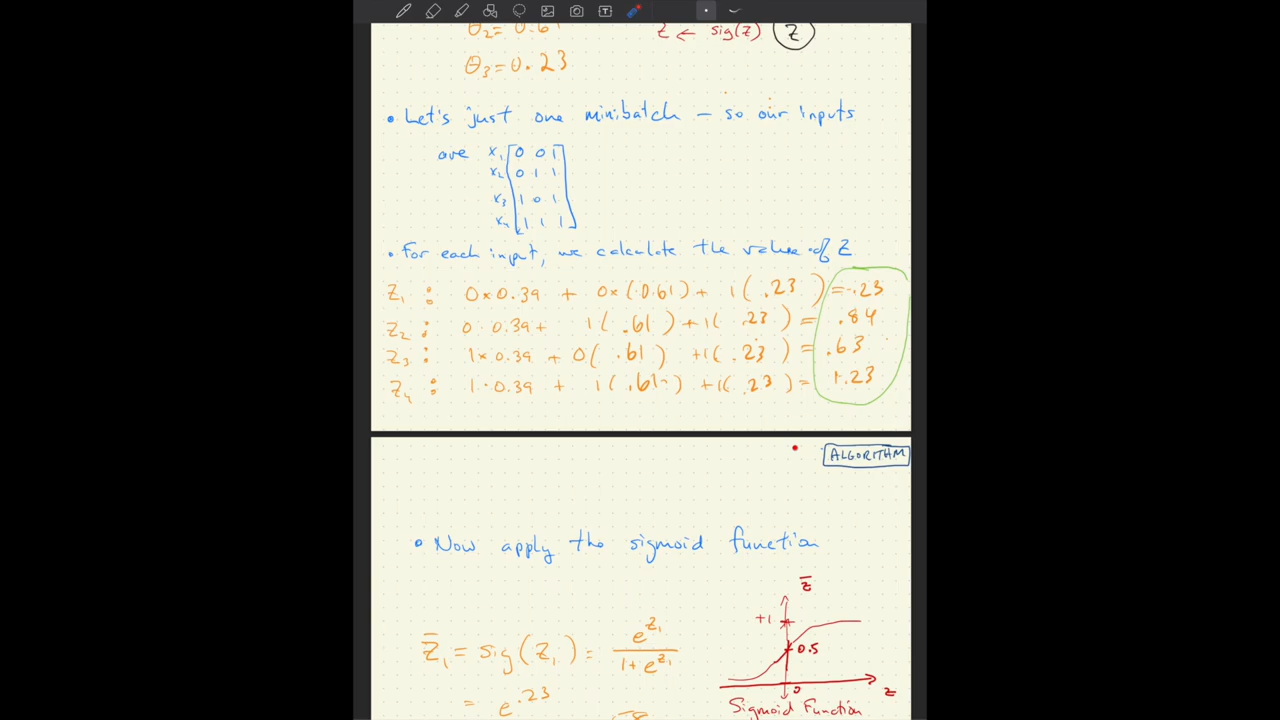 θ₂= 0.61
z ← sig(z) Z
θ₃=0.23
• Let's just one minibatch – so our inputs
are x₁ [0 0 1
x₂ 0 1 1
x₃ 1 0 1
x₄ 1 1 1]
• For each input, we calculate the value of Z
Z₁ : 0×0.39 + 0×(0.61) + 1(.23) = .23
Z₂ : 0·0.39 + 1(.61) + 1(.23) = .84
Z₃ : 1×0.39 + 0(.61) + 1(.23) = .63
Z₄ : 1·0.39 + 1(.61) + 1(.23) = 1.23
ALGORITHM
• Now apply the sigmoid function
z̄
+1
0.5
0
z
Sigmoid Function
z̄₁ = sig(Z₁) = e^z₁ / 1+e^z₁
= e^.23